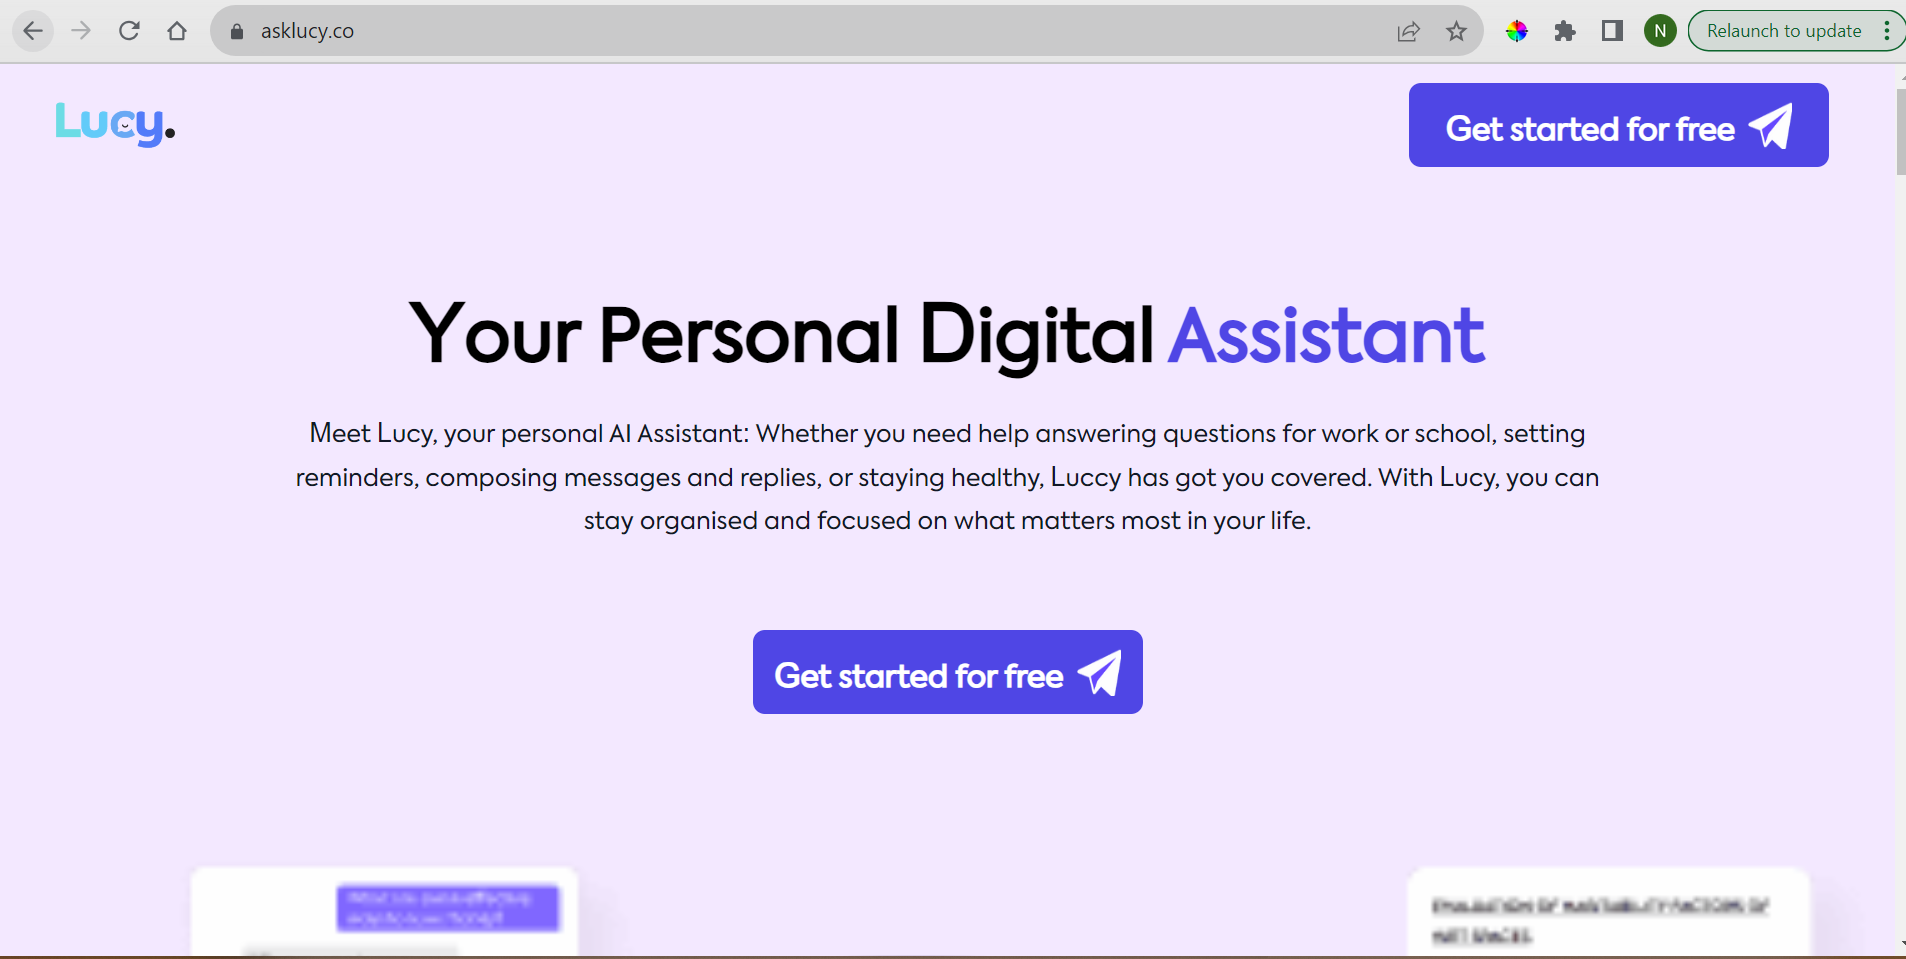 asklucy.co
N
Relaunch to update
Lucy.
Get started for free
Your Personal Digital Assistant
Meet Lucy, your personal AI Assistant: Whether you need help answering questions for work or school, setting
reminders, composing messages and replies, or staying healthy, Luccy has got you covered. With Lucy, you can
stay organised and focused on what matters most in your life.
Get started for free